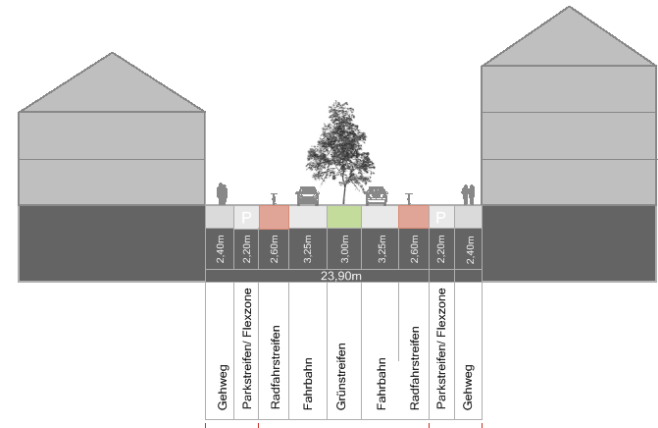 P
P
2,40m
2,20m
2,60m
3,25m
3,00m
3,25m
2,60m
2,20m
2,40m
23,90m
Gehweg
Parkstreifen/ Flexzone
Radfahrstreifen
Fahrbahn
Grünstreifen
Fahrbahn
Radfahrstreifen
Parkstreifen/ Flexzone
Gehweg